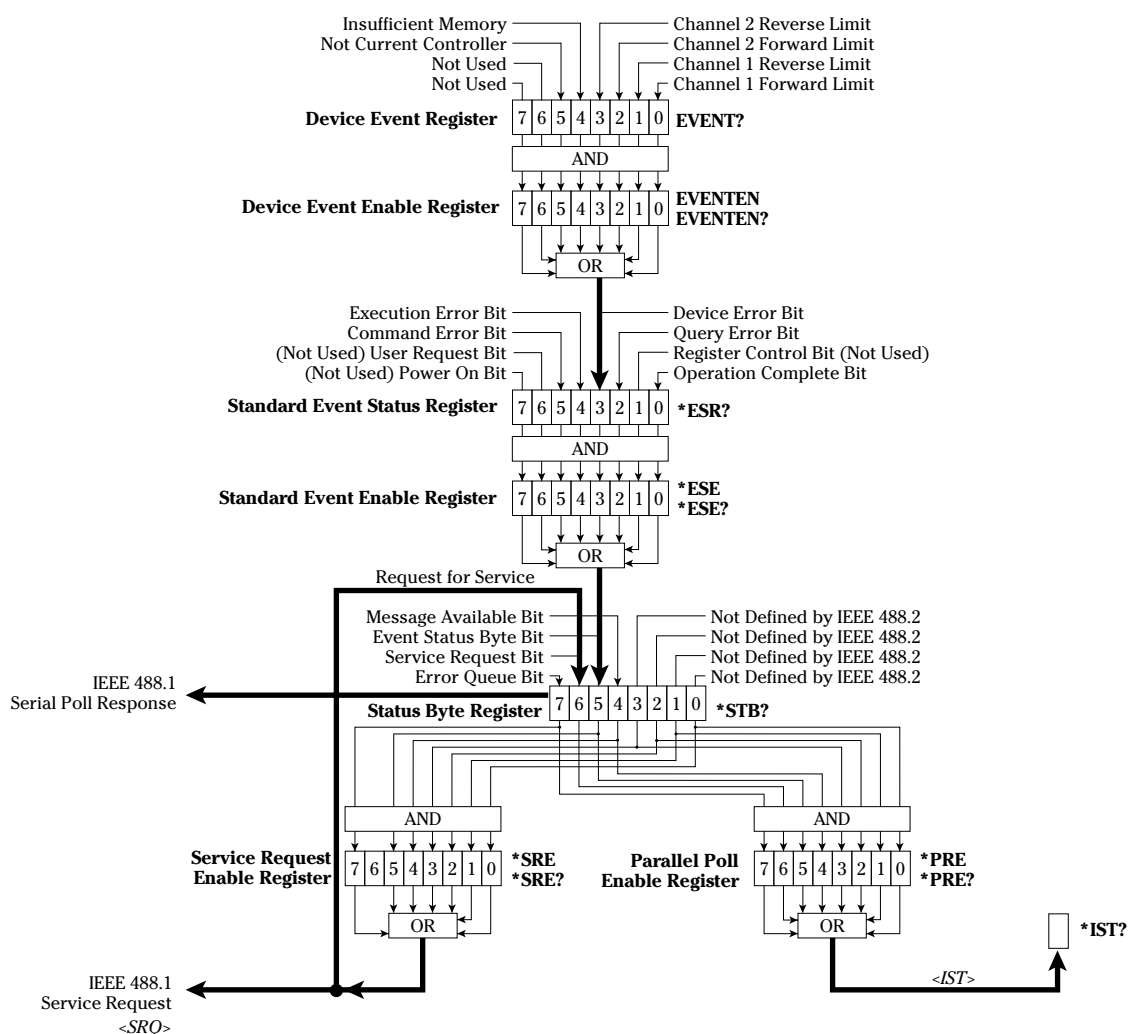 Insufficient Memory
Not Current Controller
Not Used
Not Used
Channel 2 Reverse Limit
Channel 2 Forward Limit
Channel 1 Reverse Limit
Channel 1 Forward Limit
Device Event Register
7 6 5 4 3 2 1 0
EVENT?
AND
Device Event Enable Register
7 6 5 4 3 2 1 0
EVENTEN
EVENTEN?
OR
Execution Error Bit
Command Error Bit
(Not Used) User Request Bit
(Not Used) Power On Bit
Device Error Bit
Query Error Bit
Register Control Bit (Not Used)
Operation Complete Bit
Standard Event Status Register
7 6 5 4 3 2 1 0
*ESR?
AND
Standard Event Enable Register
7 6 5 4 3 2 1 0
*ESE
*ESE?
OR
Request for Service
Message Available Bit
Event Status Byte Bit
Service Request Bit
Error Queue Bit
Not Defined by IEEE 488.2
Not Defined by IEEE 488.2
Not Defined by IEEE 488.2
Not Defined by IEEE 488.2
IEEE 488.1
Serial Poll Response
Status Byte Register
7 6 5 4 3 2 1 0
*STB?
AND
Service Request
Enable Register
7 6 5 4 3 2 1 0
*SRE
*SRE?
OR
AND
Parallel Poll
Enable Register
7 6 5 4 3 2 1 0
*PRE
*PRE?
OR
*IST?
<IST>
IEEE 488.1
Service Request
<SRO>